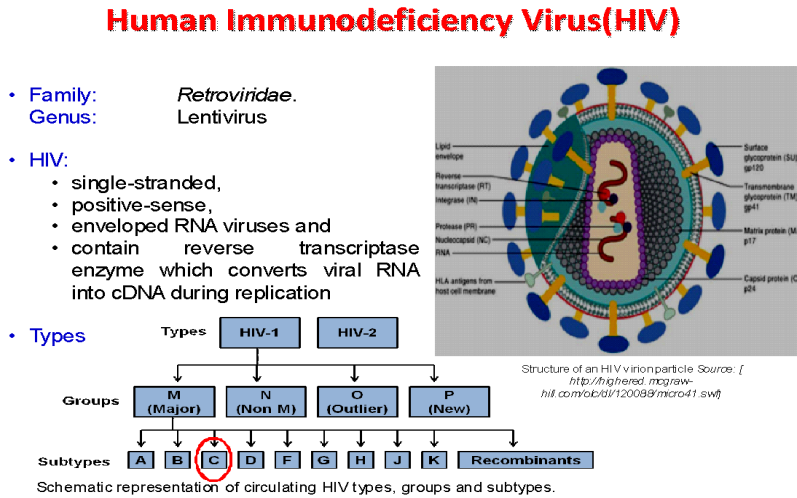 Human Immunodeficiency Virus(HIV)
• Family: Retroviridae.
Genus: Lentivirus
• HIV:
• single-stranded,
• positive-sense,
• enveloped RNA viruses and
• contain reverse transcriptase
enzyme which converts viral RNA
into cDNA during replication
Lipid
envelope
Reverse
transcriptase (RT)
Integrase (IN)
Protease (PR)
Nucleocapsid (NC)
RNA
HLA antigens from
host cell membrane
Surface
glycoprotein (SU)
gp120
Transmembrane
glycoprotein (TM)
gp41
Matrix protein (M
p17
Capsid protein (C
p24
Structure of an HIV virion particle Source: [
http://highered.mcgraw-
hill.com/olc/dl/120088/micro41.swf]
• Types
Types HIV-1 HIV-2
Groups M (Major) N (Non M) O (Outlier) P (New)
Subtypes A B C D F G H J K Recombinants
Schematic representation of circulating HIV types, groups and subtypes.